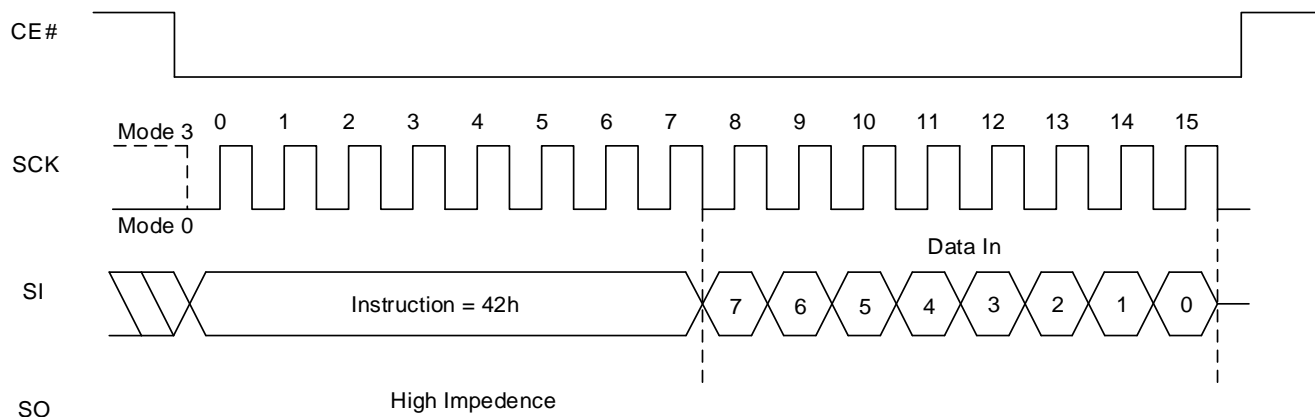 CE#
Mode 3
0 1 2 3 4 5 6 7 8 9 10 11 12 13 14 15
SCK
Mode 0
Data In
SI
Instruction = 42h
7 6 5 4 3 2 1 0
High Impedence
SO